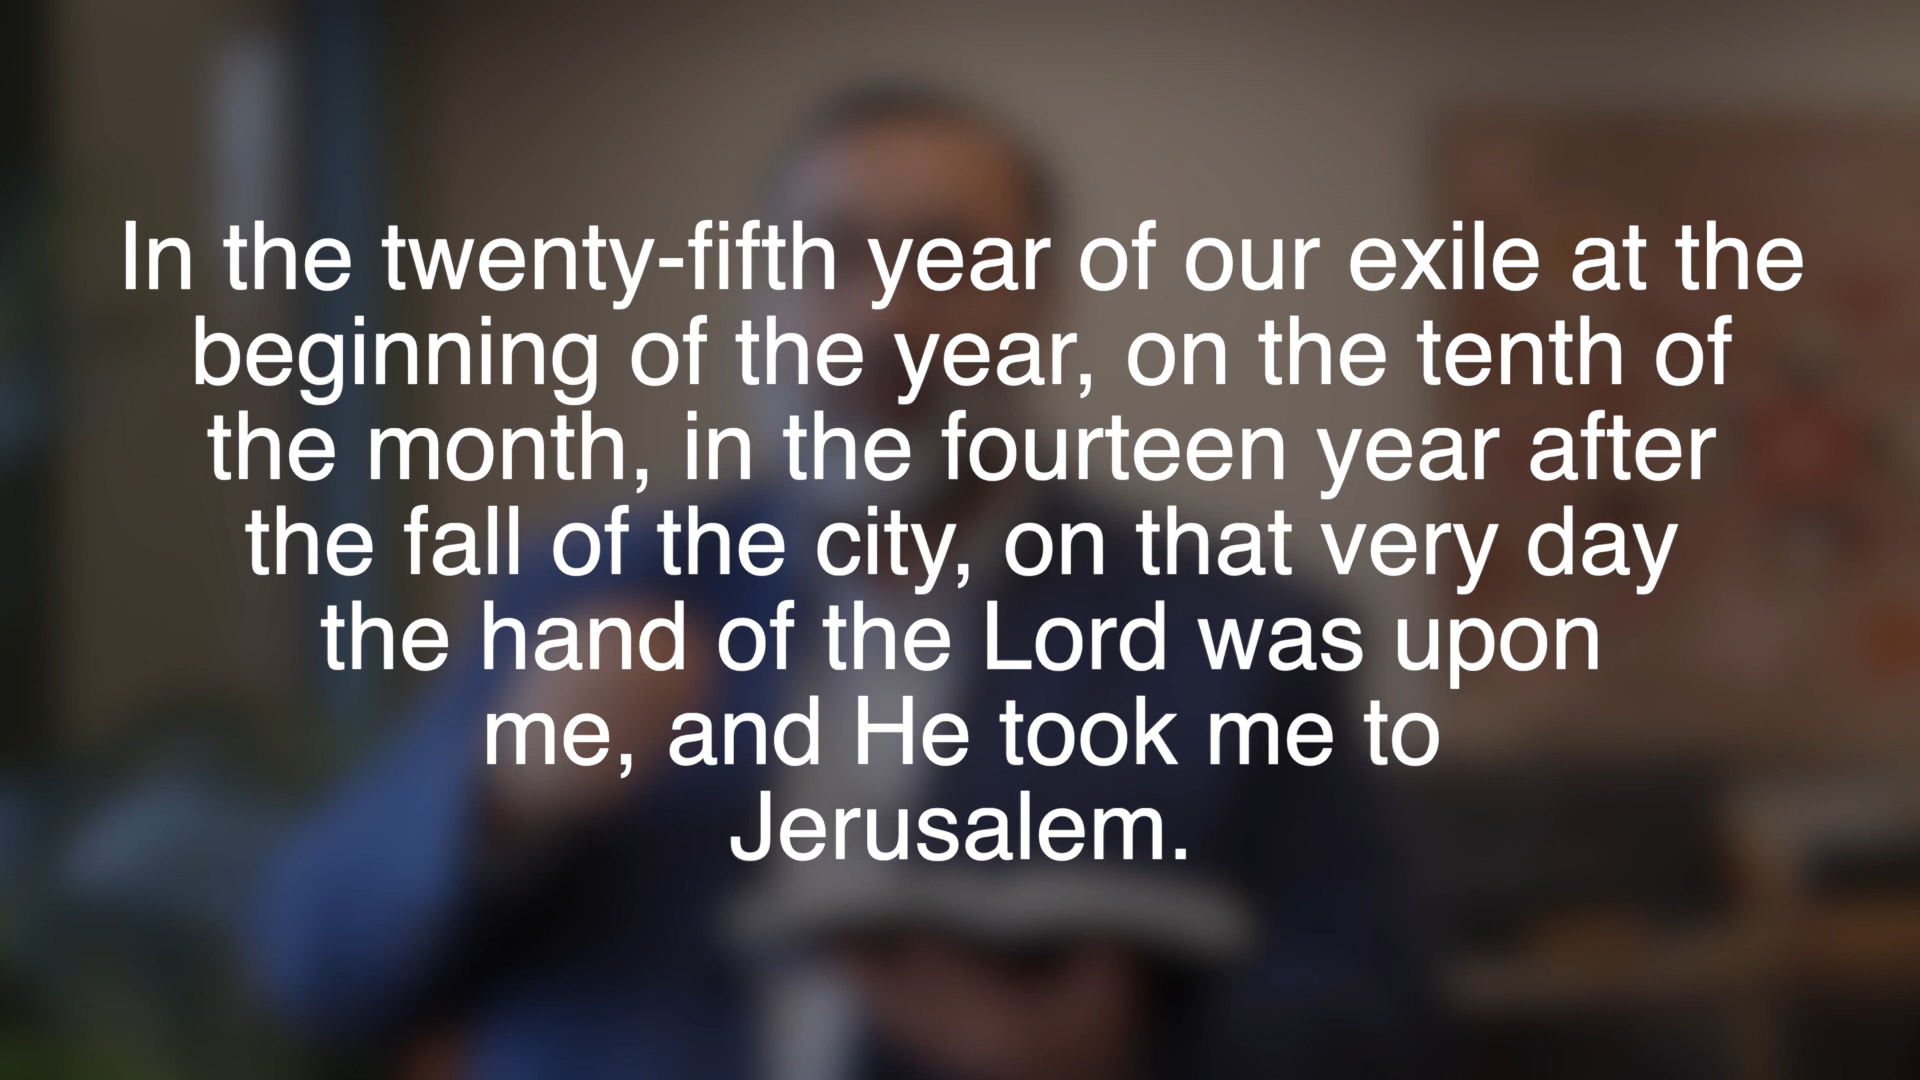 In the twenty-fifth year of our exile at the
beginning of the year, on the tenth of
the month, in the fourteen year after
the fall of the city, on that very day
the hand of the Lord was upon
me, and He took me to
Jerusalem.